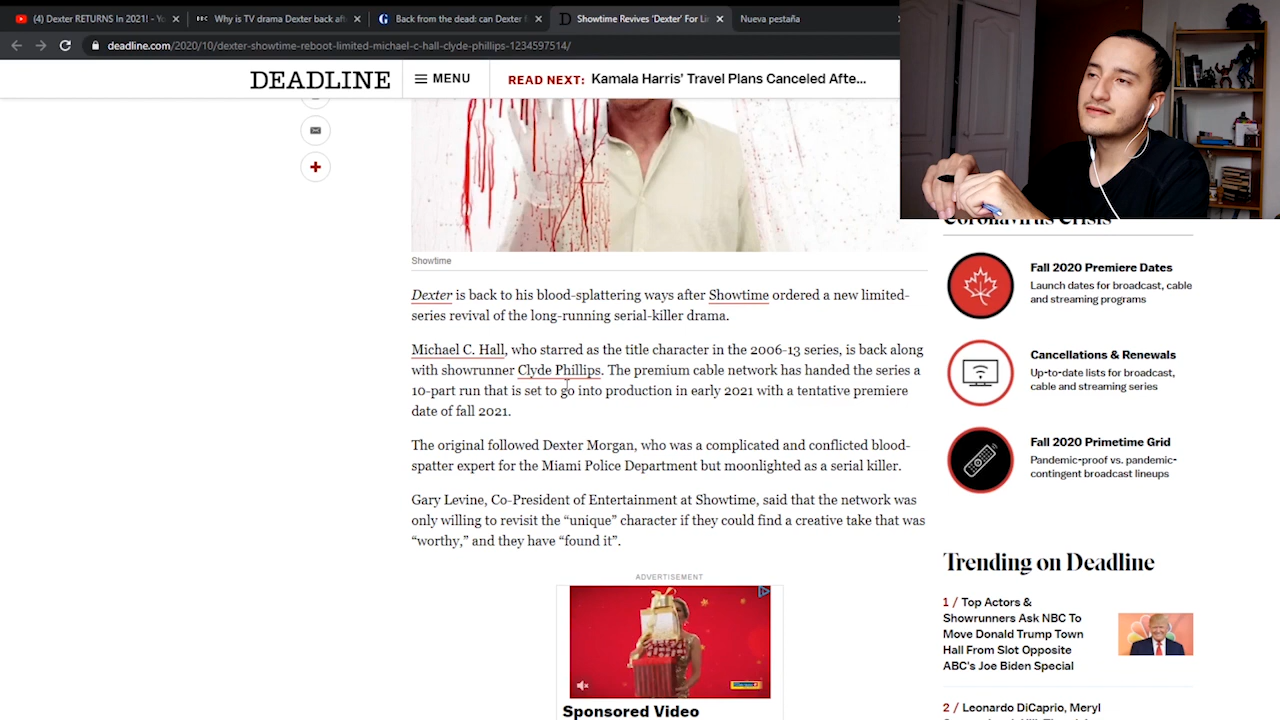 (4) Dexter RETURNS In 2021! - Yo
Why is TV drama Dexter back aft
Back from the dead: can Dexter
Showtime Revives 'Dexter' For Li
Nueva pestaña
deadline.com/2020/10/dexter-showtime-reboot-limited-michael-c-hall-clyde-phillips-1234597514/
DEADLINE
MENU
READ NEXT: Kamala Harris' Travel Plans Canceled Afte...
Showtime
Dexter is back to his blood-splattering ways after Showtime ordered a new limited-
series revival of the long-running serial-killer drama.
Michael C. Hall, who starred as the title character in the 2006-13 series, is back along
with showrunner Clyde Phillips. The premium cable network has handed the series a
10-part run that is set to go into production in early 2021 with a tentative premiere
date of fall 2021.
The original followed Dexter Morgan, who was a complicated and conflicted blood-
spatter expert for the Miami Police Department but moonlighted as a serial killer.
Gary Levine, Co-President of Entertainment at Showtime, said that the network was
only willing to revisit the “unique” character if they could find a creative take that was
“worthy,” and they have “found it”.
ADVERTISEMENT
Sponsored Video
Coronavirus Crisis
Fall 2020 Premiere Dates
Launch dates for broadcast, cable
and streaming programs
Cancellations & Renewals
Up-to-date lists for broadcast,
cable and streaming series
Fall 2020 Primetime Grid
Pandemic-proof vs. pandemic-
contingent broadcast lineups
Trending on Deadline
1 / Top Actors &
Showrunners Ask NBC To
Move Donald Trump Town
Hall From Slot Opposite
ABC's Joe Biden Special
2 / Leonardo DiCaprio, Meryl